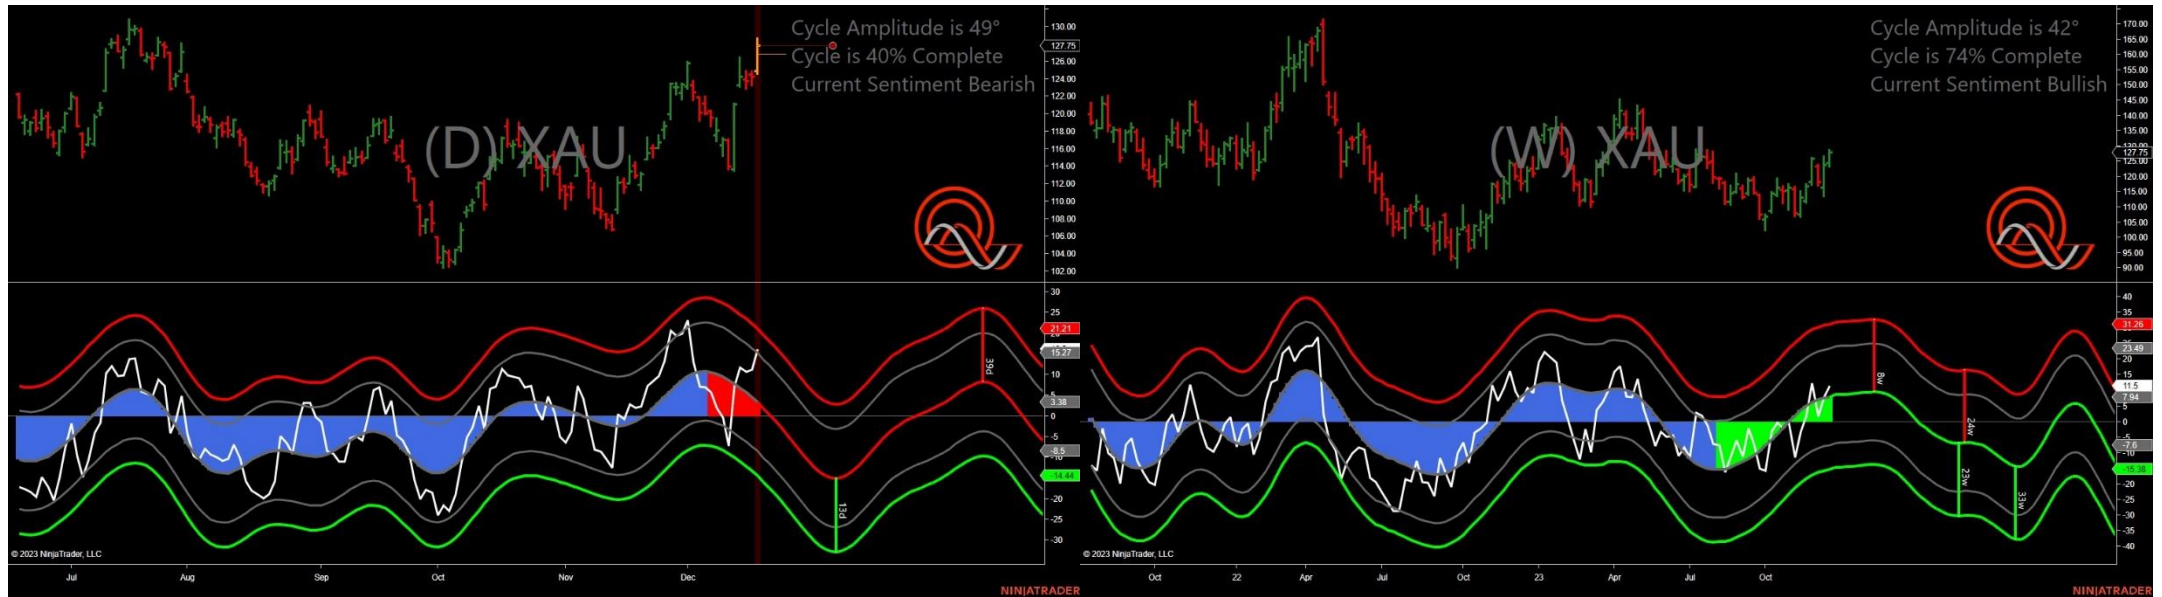 Cycle Amplitude is 49°
Cycle is 40% Complete
Current Sentiment Bearish
(D) XAU
130.00
127.75
126.00
124.00
122.00
120.00
118.00
116.00
114.00
112.00
110.00
108.00
106.00
104.00
102.00
30
25
21.21
15.27
10
5
3.38
0
-5
-8.5
-14.44
-20
-25
-30
39d
13d
© 2023 NinjaTrader, LLC
Jul
Aug
Sep
Oct
Nov
Dec
NINJATRADER
Cycle Amplitude is 42°
Cycle is 74% Complete
Current Sentiment Bullish
(W) XAU
170.00
165.00
160.00
155.00
150.00
145.00
140.00
135.00
130.00
127.75
125.00
120.00
115.00
110.00
105.00
100.00
95.00
90.00
40
35
31.26
23.49
20
15
11.5
7.94
5
0
-7.6
-10
-15.38
-20
-25
-30
-35
-40
8w
24w
23w
33w
© 2023 NinjaTrader, LLC
Oct
22
Apr
Jul
Oct
23
Apr
Jul
Oct
NINJATRADER